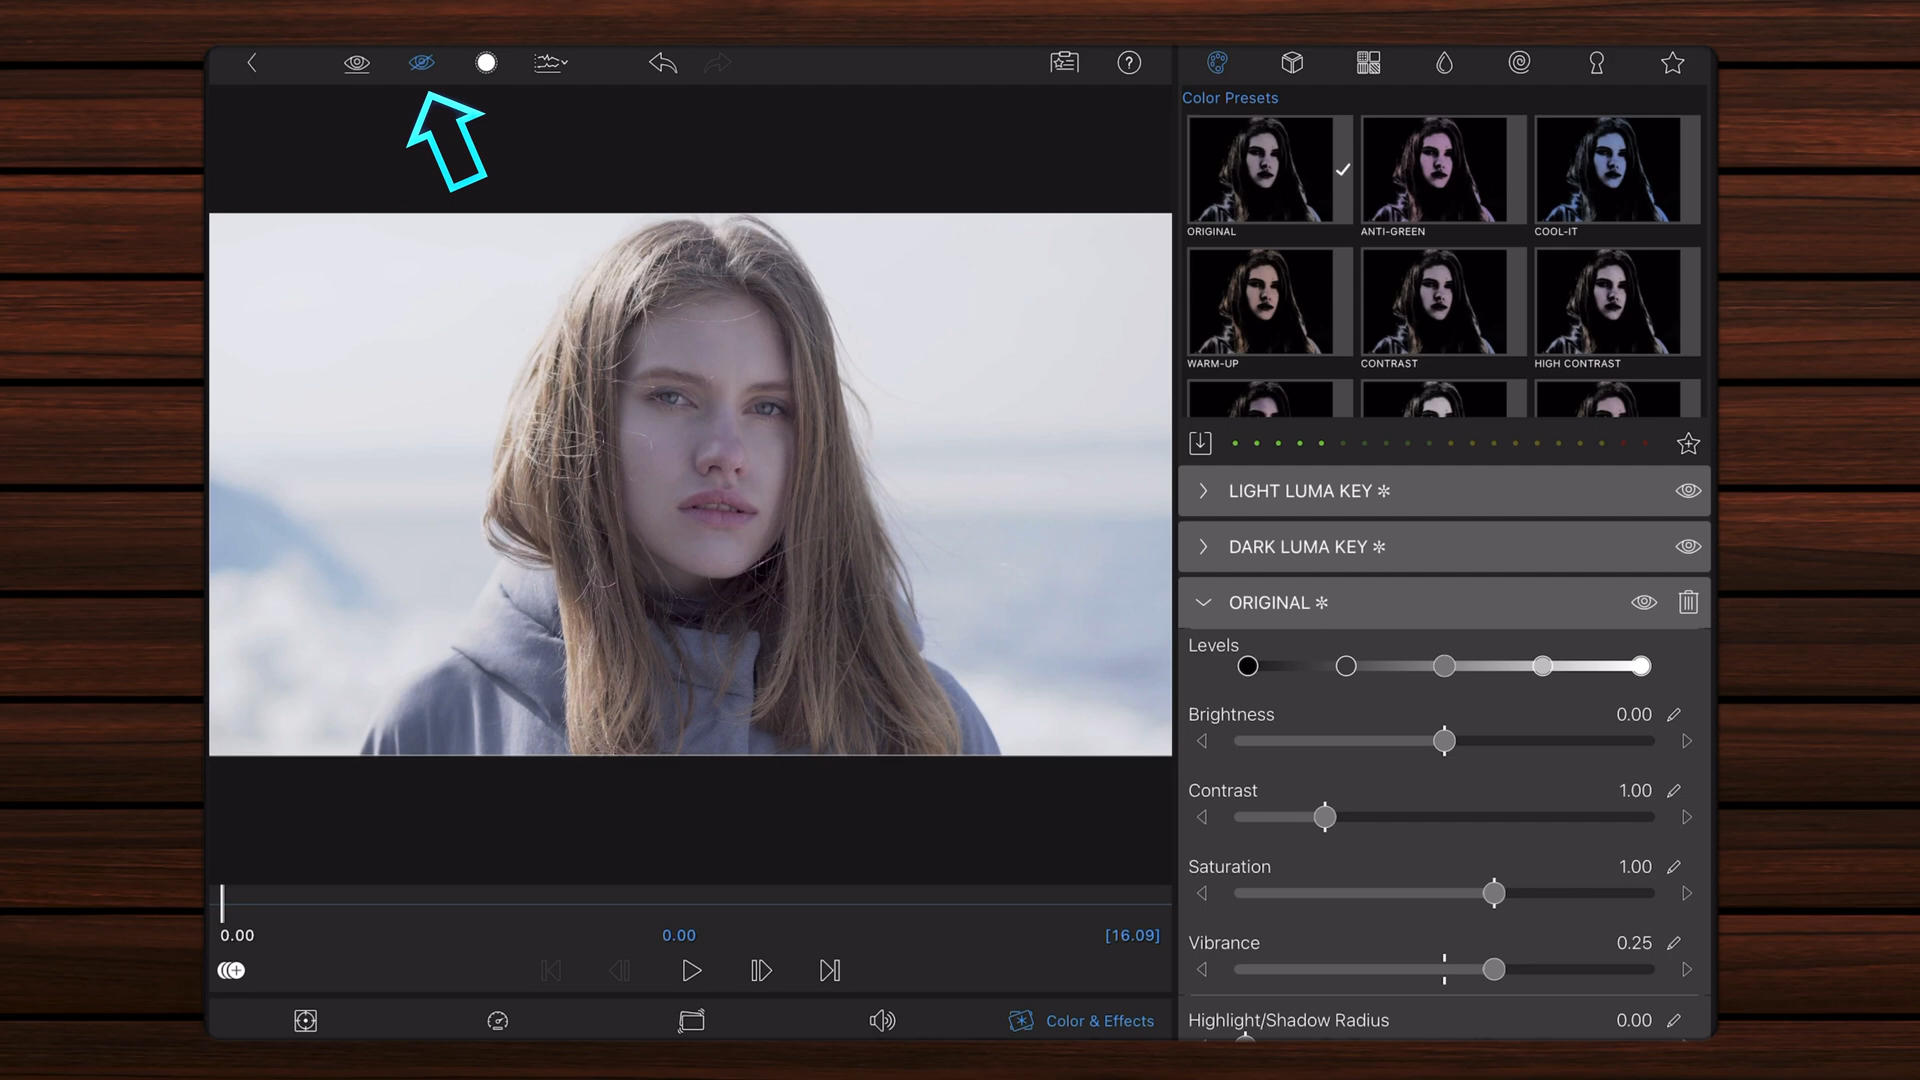 Color Presets
ORIGINAL
ANTI-GREEN
COOL-IT
WARM-UP
CONTRAST
HIGH CONTRAST
LIGHT LUMA KEY ✻
DARK LUMA KEY ✻
ORIGINAL ✻
Levels
Brightness 0.00
Contrast 1.00
Saturation 1.00
Vibrance 0.25
Highlight/Shadow Radius 0.00
0.00 0.00 [16.09]
Color & Effects